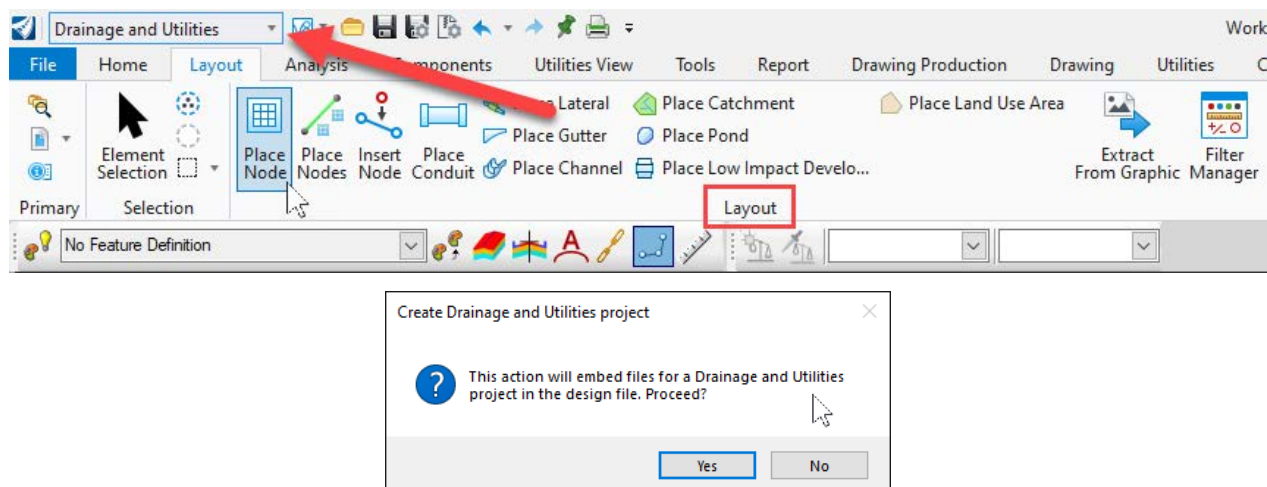 Drainage and Utilities
Work
File Home Layout Analysis Components Utilities View Tools Report Drawing Production Drawing Utilities C
Element Selection
Place Node
Place Nodes
Insert Node
Place Conduit
Lateral
Place Gutter
Place Channel
Place Catchment
Place Pond
Place Low Impact Develo...
Place Land Use Area
Extract From Graphic
Filter Manager
Primary Selection Layout
No Feature Definition
Create Drainage and Utilities project
This action will embed files for a Drainage and Utilities
project in the design file. Proceed?
Yes No